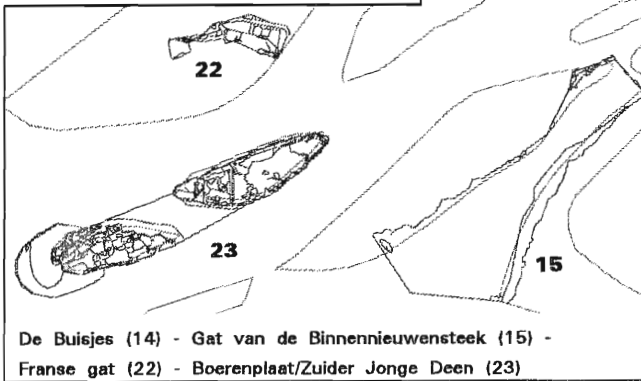 22
23
15
De Buisjes (14) - Gat van de Binnennieuwensteek (15) -
Franse gat (22) - Boerenplaat/Zuider Jonge Deen (23)